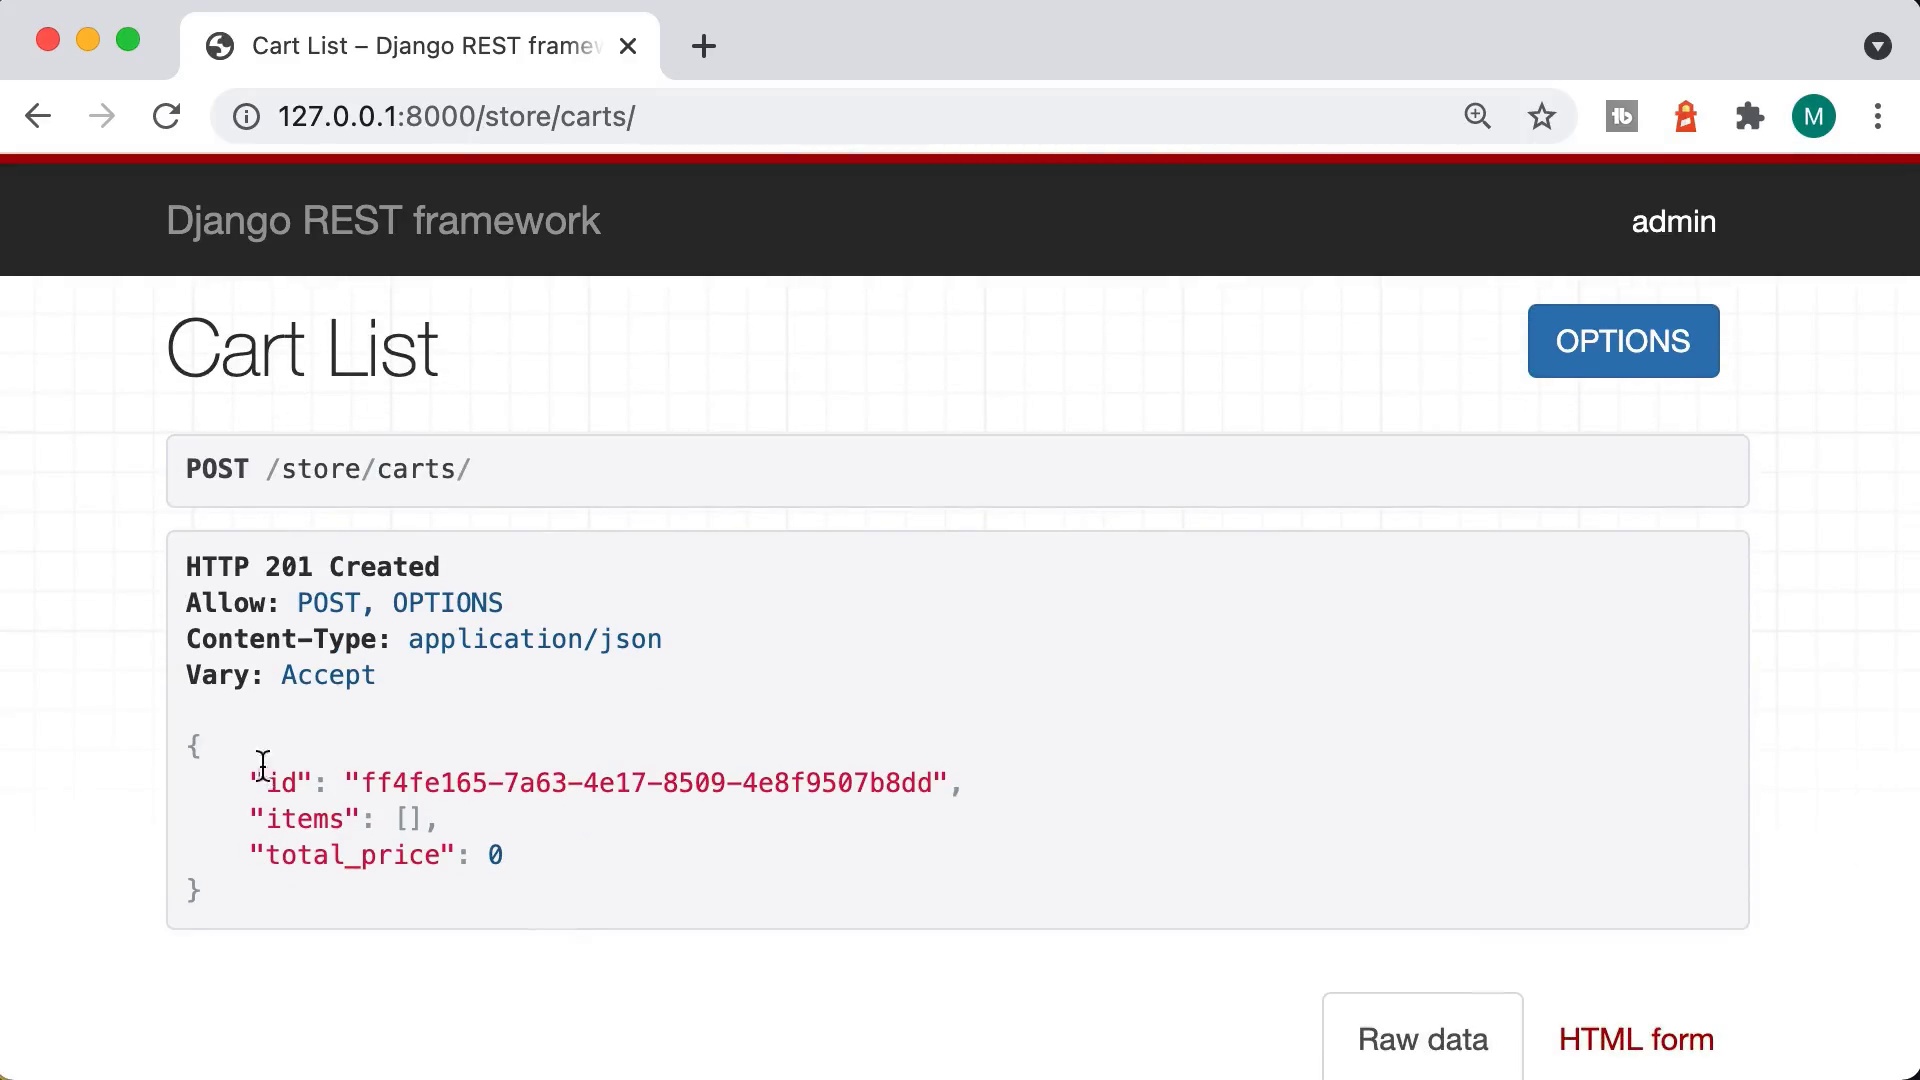 Cart List – Django REST framew
127.0.0.1:8000/store/carts/
M
Django REST framework
admin
Cart List
OPTIONS
POST /store/carts/
HTTP 201 Created
Allow: POST, OPTIONS
Content-Type: application/json
Vary: Accept
{
"id": "ff4fe165-7a63-4e17-8509-4e8f9507b8dd",
"items": [],
"total_price": 0
}
Raw data
HTML form